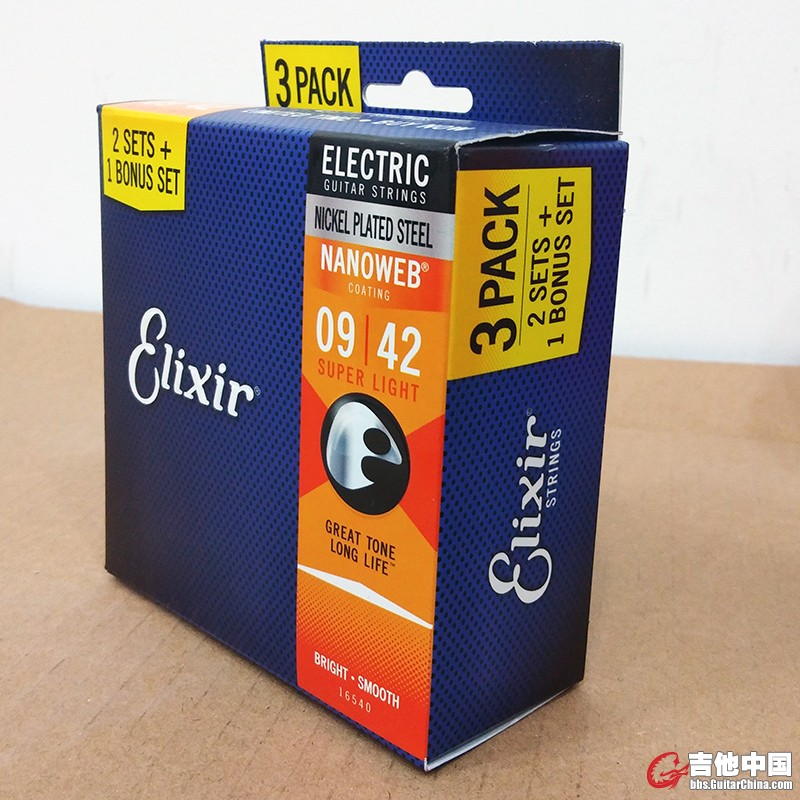 3 PACK
2 SETS +
1 BONUS SET
ELECTRIC
GUITAR STRINGS
NICKEL PLATED STEEL
NANOWEB®
COATING
09 | 42
SUPER LIGHT
Elixir®
GREAT TONE
LONG LIFE™
BRIGHT • SMOOTH
16540
3 PACK
2 SETS +
1 BONUS SET
Elixir®
STRINGS
吉他中国
bbs.GuitarChina.com